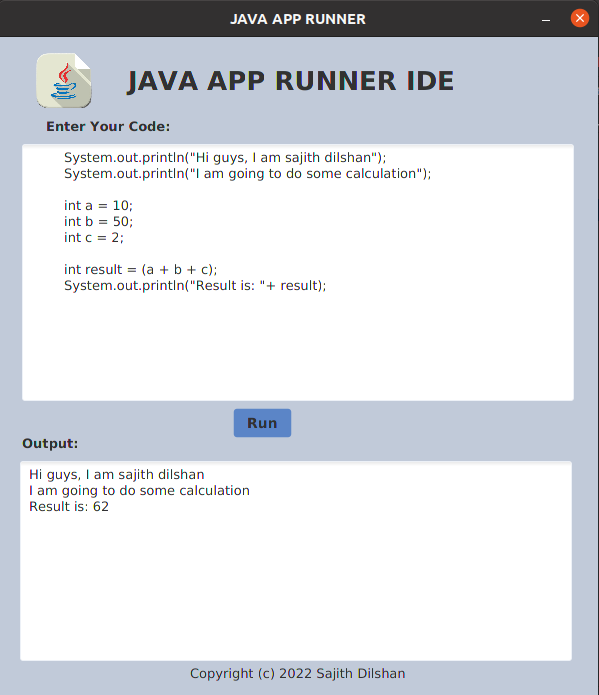 JAVA APP RUNNER
JAVA APP RUNNER IDE
Enter Your Code:
System.out.println("Hi guys, I am sajith dilshan");
System.out.println("I am going to do some calculation");
int a = 10;
int b = 50;
int c = 2;
int result = (a + b + c);
System.out.println("Result is: "+ result);
Run
Output:
Hi guys, I am sajith dilshan
I am going to do some calculation
Result is: 62
Copyright (c) 2022 Sajith Dilshan